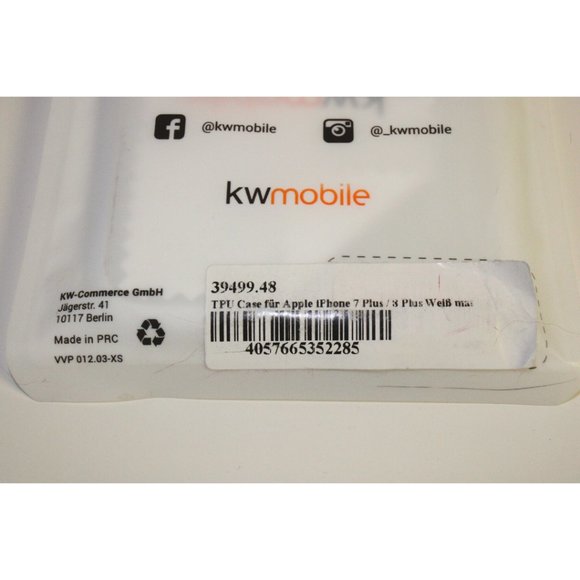 @kwmobile
@_kwmobile
kwmobile
KW-Commerce GmbH
Jägerstr. 41
10117 Berlin
Made in PRC
VVP 012.03-XS
39499.48
TPU Case für Apple iPhone 7 Plus / 8 Plus Weiß
4057665352285